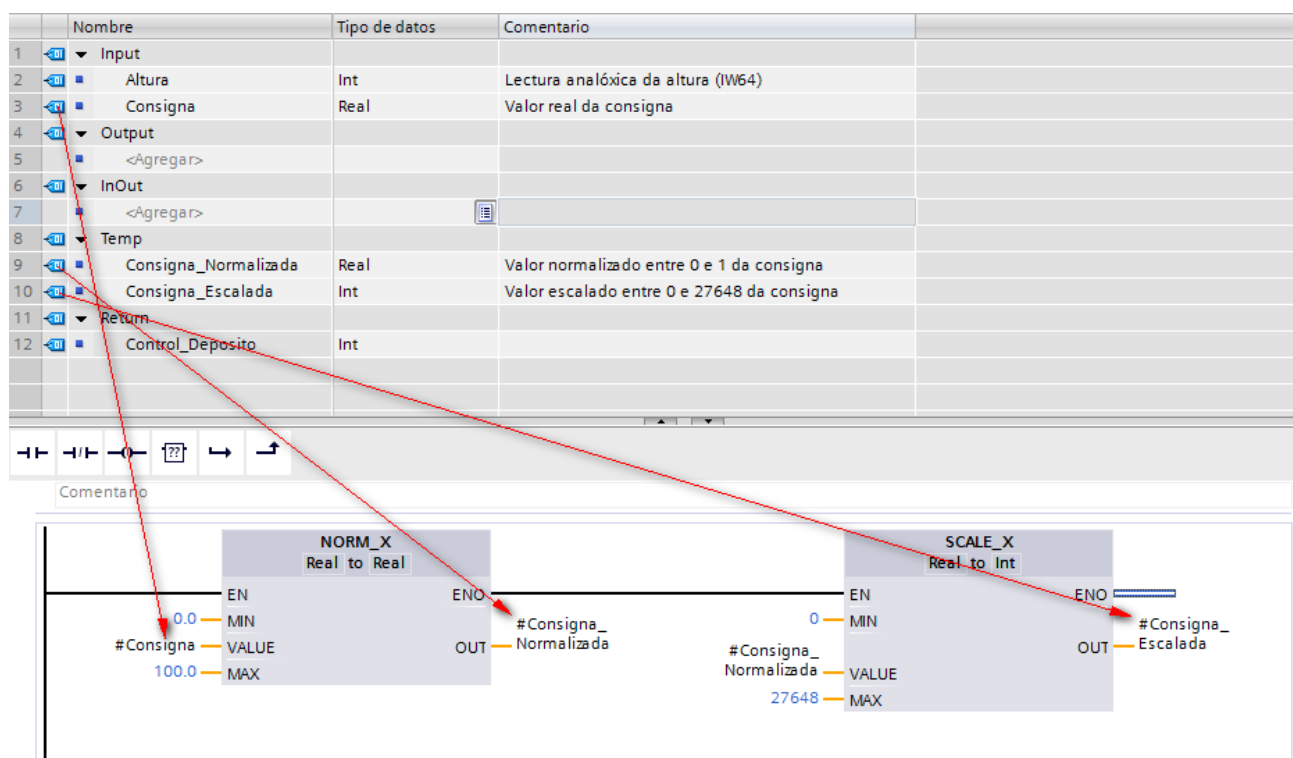 Nombre Tipo de datos Comentario
1 Input
2 Altura Int Lectura analóxica da altura (IW64)
3 Consigna Real Valor real da consigna
4 Output
5 <Agregar>
6 InOut
7 <Agregar>
8 Temp
9 Consigna_Normalizada Real Valor normalizado entre 0 e 1 da consigna
10 Consigna_Escalada Int Valor escalado entre 0 e 27648 da consigna
11 Return
12 Control_Deposito Int
??
Comentario
NORM_X SCALE_X
Real to Real Real to Int
EN ENO EN ENO
0.0 MIN #Consigna_ 0 MIN #Consigna_
#Consigna VALUE OUT Normalizada #Consigna_ OUT Escalada
Normalizada VALUE
100.0 MAX
27648 MAX